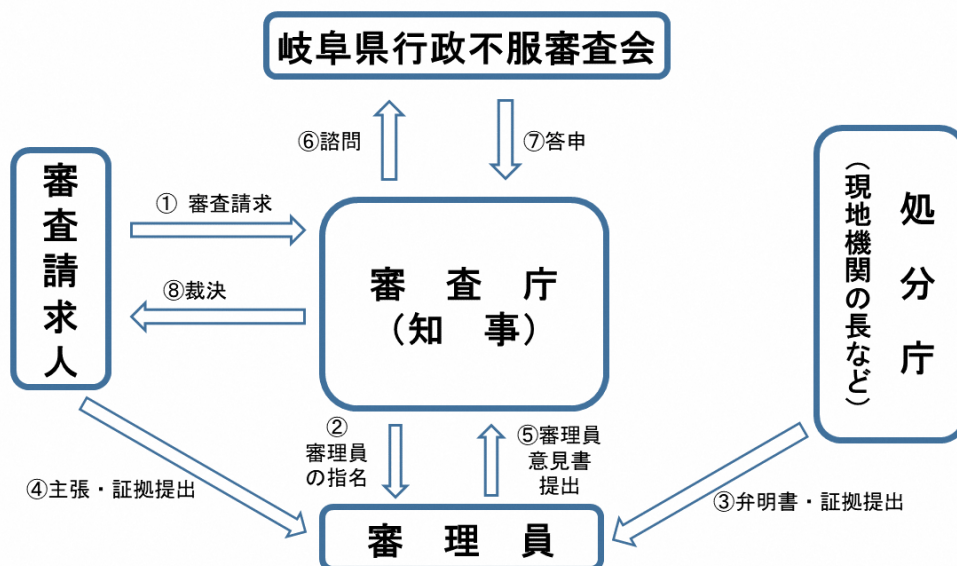 岐阜県行政不服審査会
⑥諮問
⑦答申
審査請求人
① 審査請求
⑧裁決
審 査 庁
（知 事）
処 分 庁
（現地機関の長など）
②
審理員
の指名
⑤審理員
意見書
提出
④主張・証拠提出
③弁明書・証拠提出
審 理 員